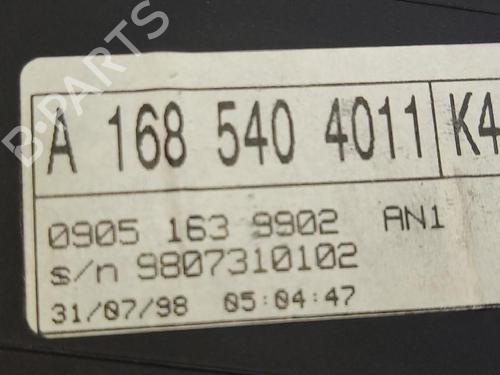 B-PARTS
A 168 540 4011 K4
0905 163 9902 AN1
s/n 9807310102
31/07/98 05:04:47